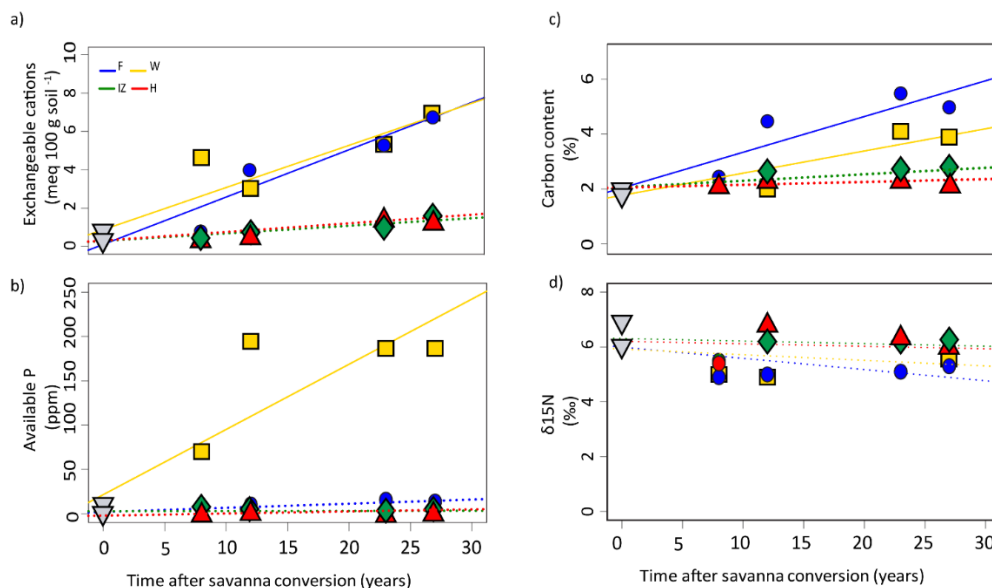 a)
Exchangeable cations
(meq 100 g soil -1)
10
8
6
4
2
0
F
W
IZ
H
b)
Available P
(ppm)
250
200
150
100
50
0
0 5 10 15 20 25 30
Time after savanna conversion (years)
c)
Carbon content
(%)
6
4
2
0
d)
δ15N
(‰)
8
6
4
2
0
0 5 10 15 20 25 30
Time after savanna conversion (years)